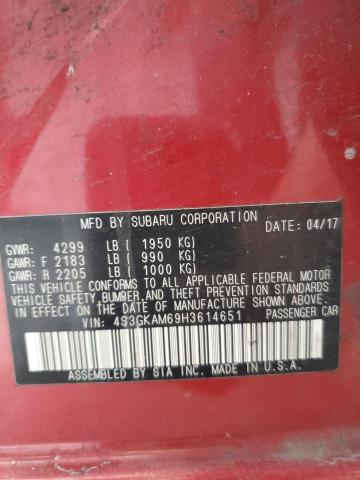 MFD BY SUBARU CORPORATION DATE: 04/17
GVWR: 4299 LB ( 1950 KG)
GAWR: F 2183 LB ( 990 KG)
GAWR: R 2205 LB ( 1000 KG)
THIS VEHICLE CONFORMS TO ALL APPLICABLE FEDERAL MOTOR
VEHICLE SAFETY, BUMPER, AND THEFT PREVENTION STANDARDS
IN EFFECT ON THE DATE OF MANUFACTURE SHOWN ABOVE.
VIN: 4S3GKAM69H3614651 PASSENGER CAR
ASSEMBLED BY SIA INC. MADE IN U.S.A.